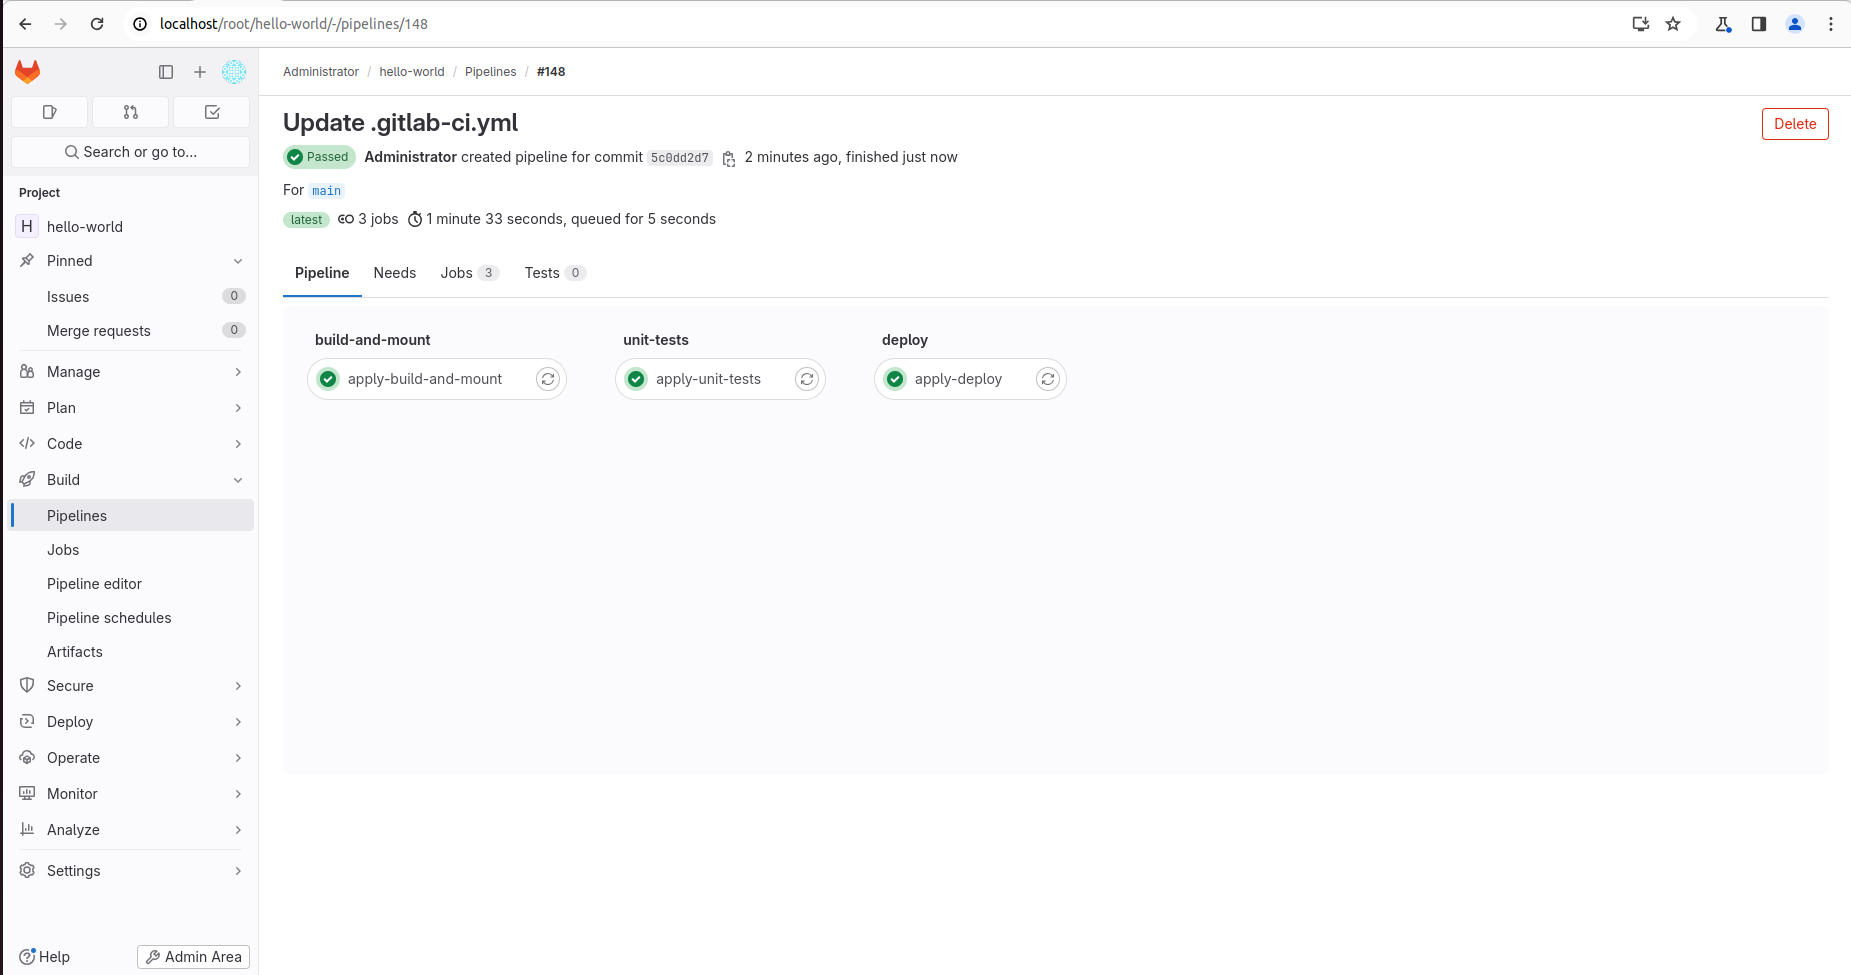 localhost/root/hello-world/-/pipelines/148
Administrator / hello-world / Pipelines / #148
Search or go to...
Project
H hello-world
Pinned
Issues 0
Merge requests 0
Manage
Plan
Code
Build
Pipelines
Jobs
Pipeline editor
Pipeline schedules
Artifacts
Secure
Deploy
Operate
Monitor
Analyze
Settings
Help
Admin Area
Update .gitlab-ci.yml
Delete
Passed Administrator created pipeline for commit 5c0dd2d7 2 minutes ago, finished just now
For main
latest 3 jobs 1 minute 33 seconds, queued for 5 seconds
Pipeline Needs Jobs 3 Tests 0
build-and-mount unit-tests deploy
apply-build-and-mount apply-unit-tests apply-deploy